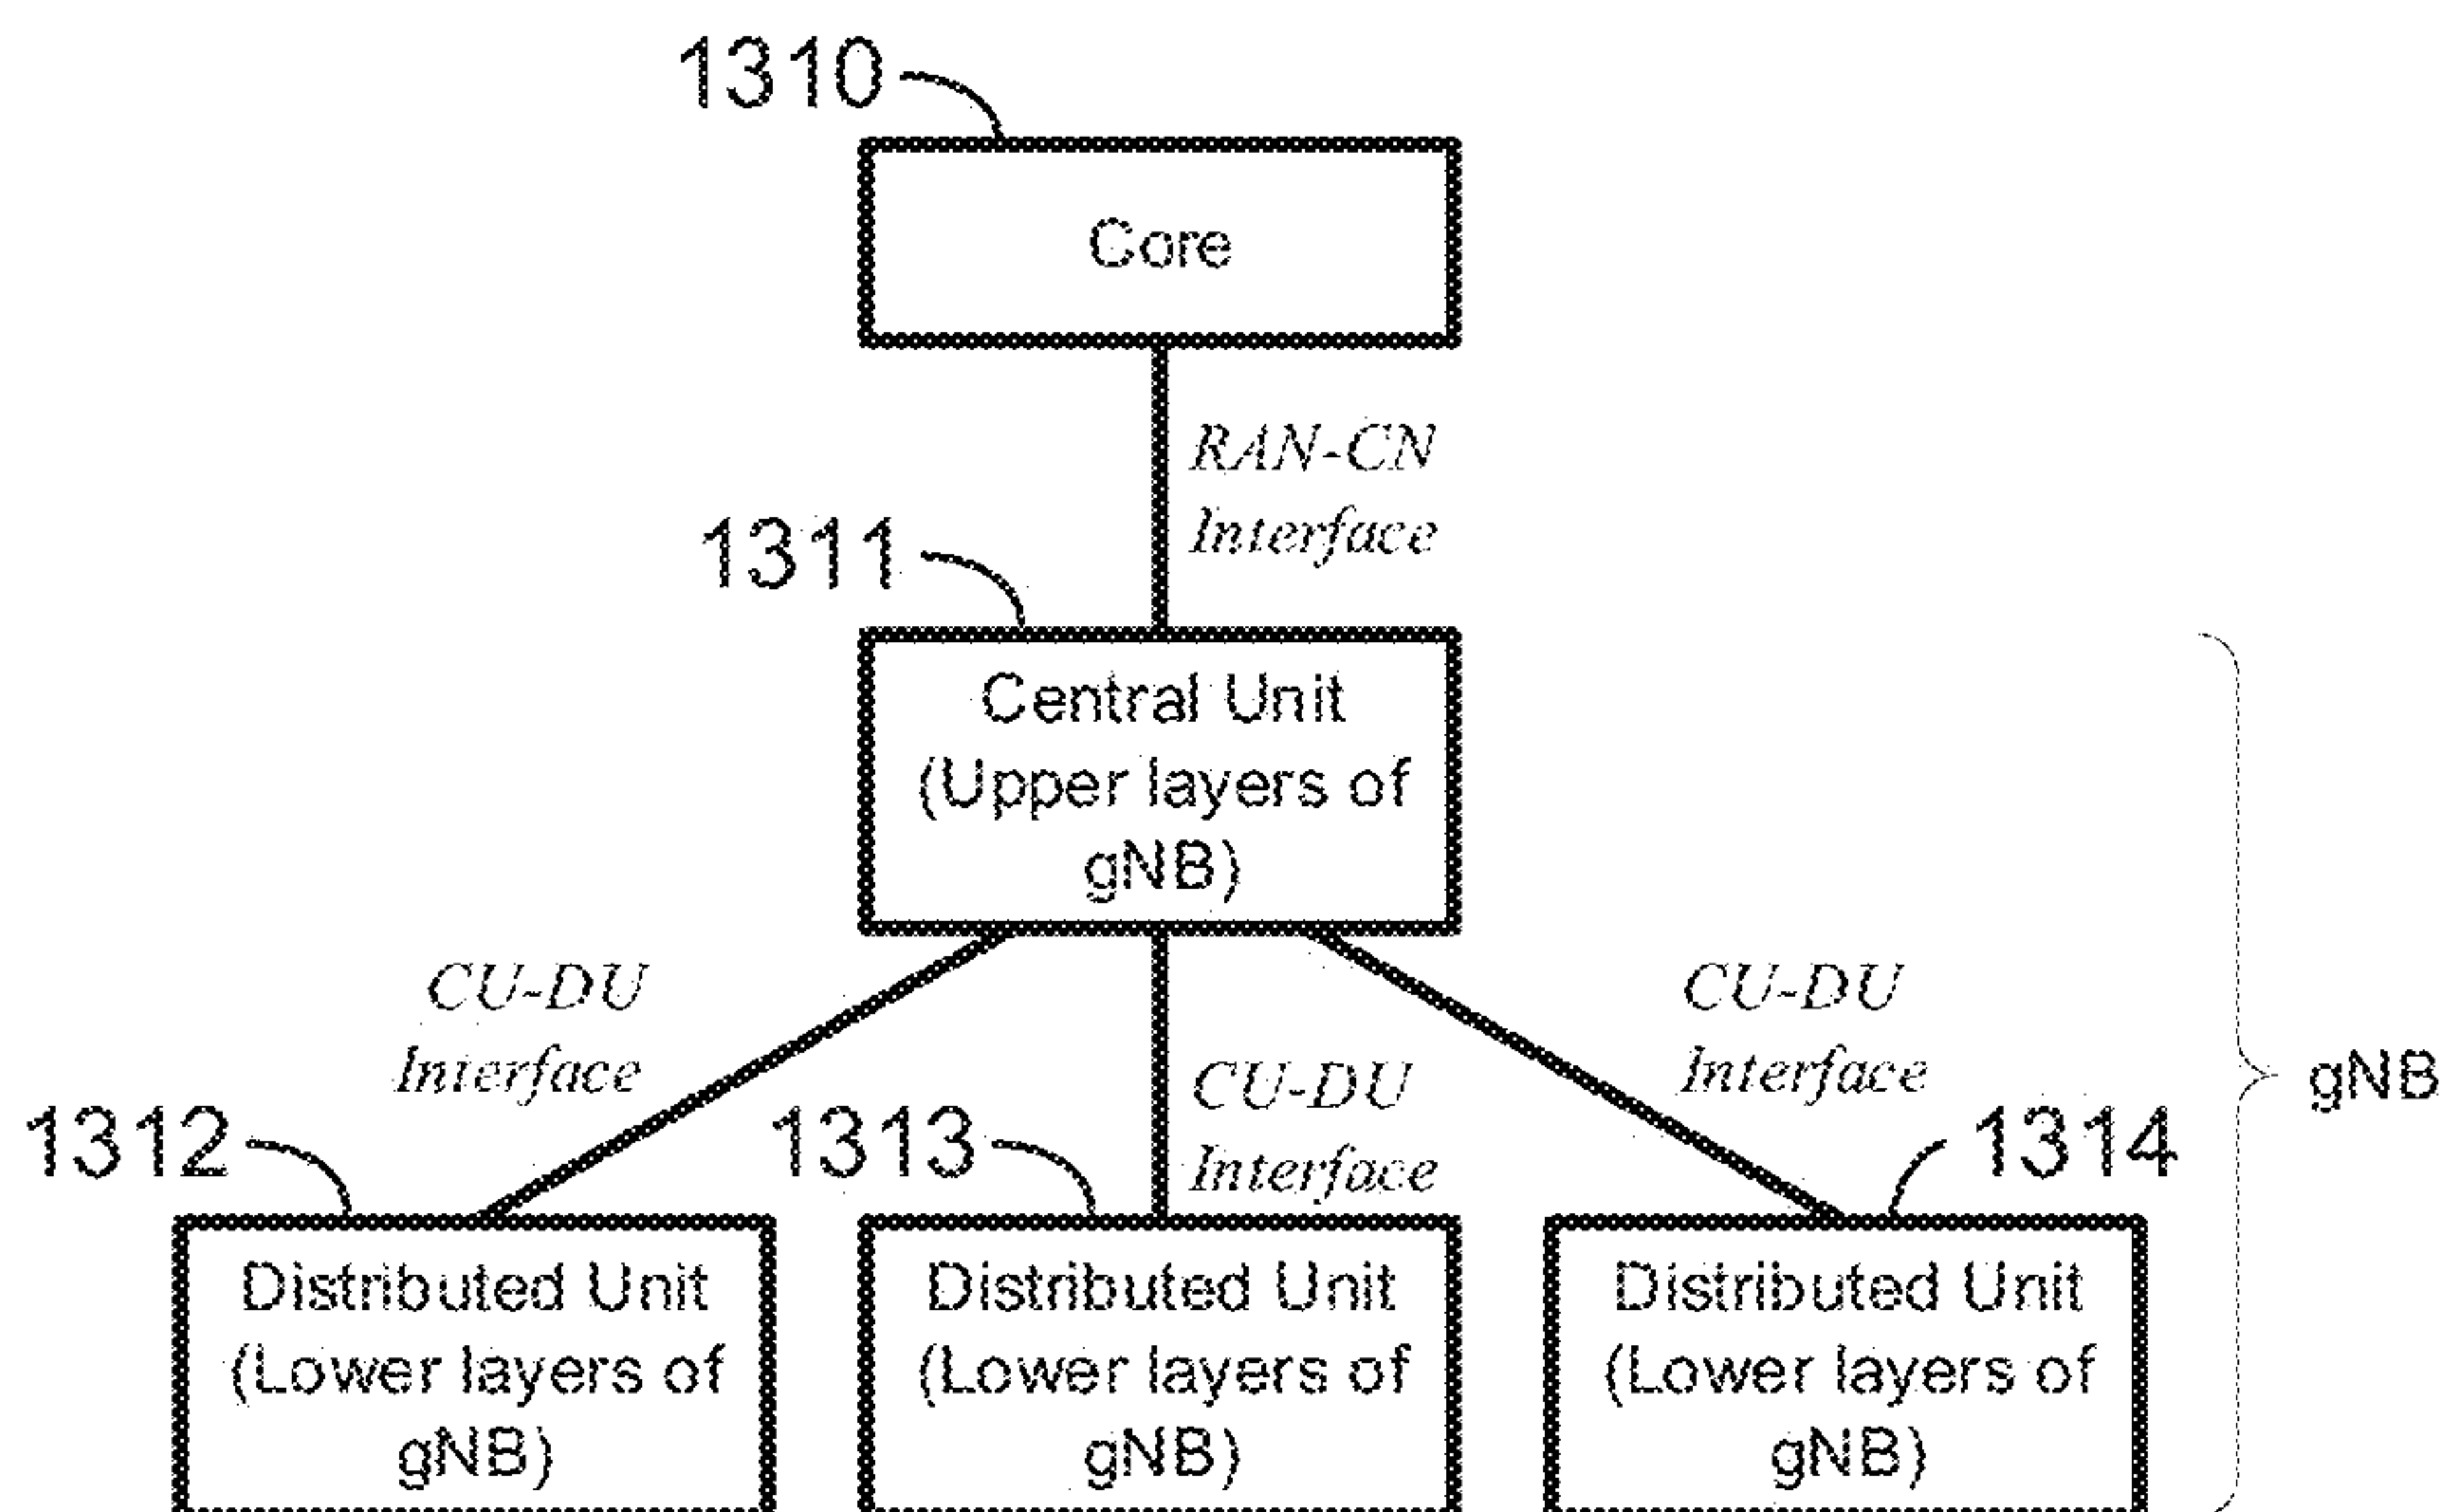 1310
Core
RAN-CN
Interface
1311
Central Unit
(Upper layers of
gNB)
CU-DU
Interface
CU-DU
Interface
CU-DU
Interface
gNB
1312
1313
1314
Distributed Unit
(Lower layers of
gNB)
Distributed Unit
(Lower layers of
gNB)
Distributed Unit
(Lower layers of
gNB)